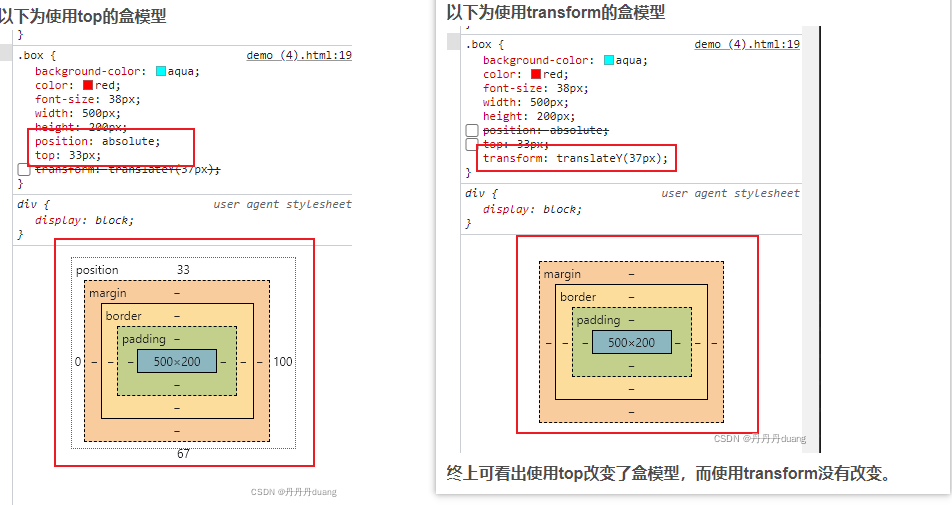 以下为使用top的盒模型
}
.box {
demo (4).html:19
background-color: aqua;
color: red;
font-size: 38px;
width: 500px;
height: 200px;
position: absolute;
top: 33px;
transform: translateY(37px);
}
div {
user agent stylesheet
display: block;
}
position 33
margin –
border –
padding –
0 – – – 500×200 – – – 100
–
–
–
67
CSDN @丹丹丹duang
以下为使用transform的盒模型
}
.box {
demo (4).html:19
background-color: aqua;
color: red;
font-size: 38px;
width: 500px;
height: 200px;
position: absolute;
top: 33px;
transform: translateY(37px);
}
div {
user agent stylesheet
display: block;
}
margin –
border –
padding –
– – – 500×200 – – –
–
–
–
CSDN @丹丹丹duang
终上可看出使用top改变了盒模型，而使用transform没有改变。